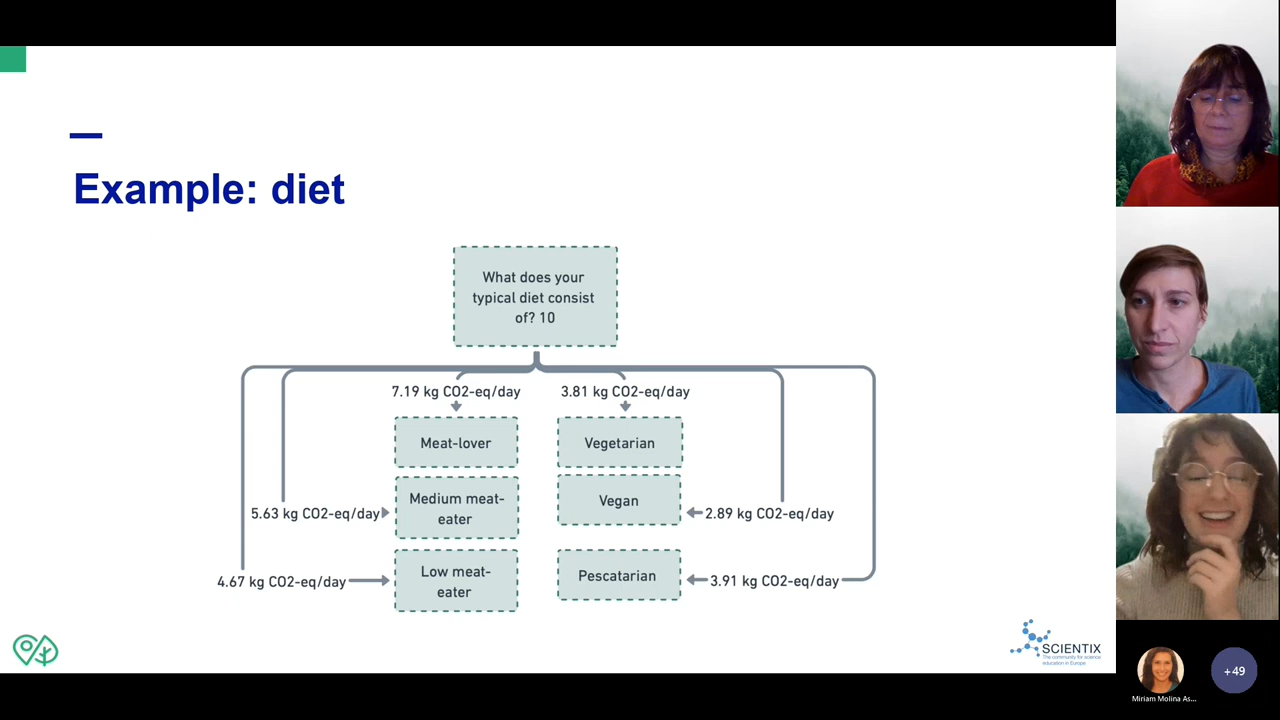 Example: diet
What does your
typical diet consist
of? 10
7.19 kg CO2-eq/day
3.81 kg CO2-eq/day
Meat-lover
Vegetarian
Medium meat-
eater
Vegan
5.63 kg CO2-eq/day
2.89 kg CO2-eq/day
Low meat-
eater
Pescatarian
4.67 kg CO2-eq/day
3.91 kg CO2-eq/day
SCIENTIX
The community for science
education in Europe
Miriam Molina As...
+49